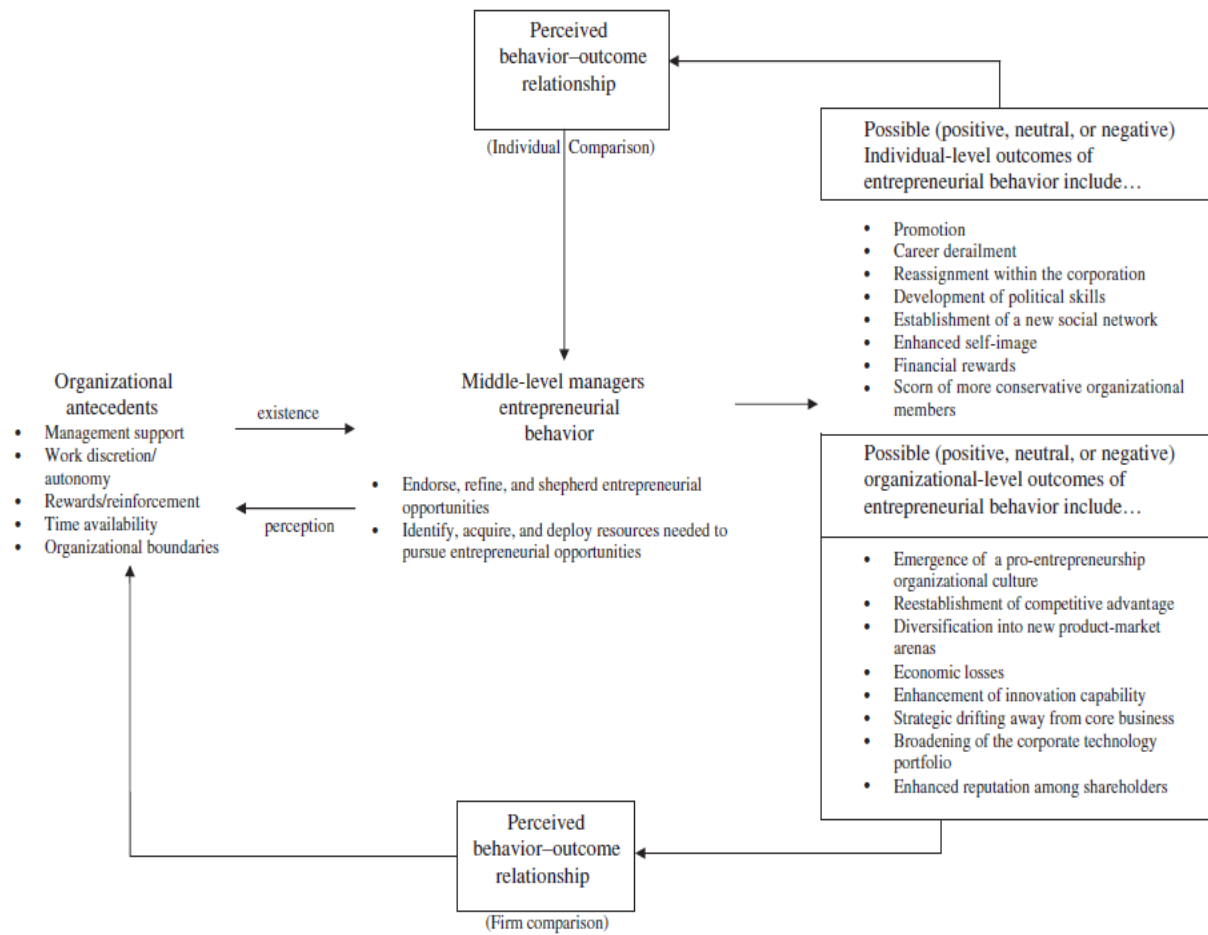 Perceived
behavior–outcome
relationship
(Individual Comparison)
Possible (positive, neutral, or negative)
Individual-level outcomes of
entrepreneurial behavior include…
• Promotion
• Career derailment
• Reassignment within the corporation
• Development of political skills
• Establishment of a new social network
• Enhanced self-image
• Financial rewards
• Scorn of more conservative organizational
members
Organizational
antecedents
• Management support
• Work discretion/
autonomy
• Rewards/reinforcement
• Time availability
• Organizational boundaries
existence
perception
Middle-level managers
entrepreneurial
behavior
• Endorse, refine, and shepherd entrepreneurial
opportunities
• Identify, acquire, and deploy resources needed to
pursue entrepreneurial opportunities
Possible (positive, neutral, or negative)
organizational-level outcomes of
entrepreneurial behavior include…
• Emergence of a pro-entrepreneurship
organizational culture
• Reestablishment of competitive advantage
• Diversification into new product-market
arenas
• Economic losses
• Enhancement of innovation capability
• Strategic drifting away from core business
• Broadening of the corporate technology
portfolio
• Enhanced reputation among shareholders
Perceived
behavior–outcome
relationship
(Firm comparison)